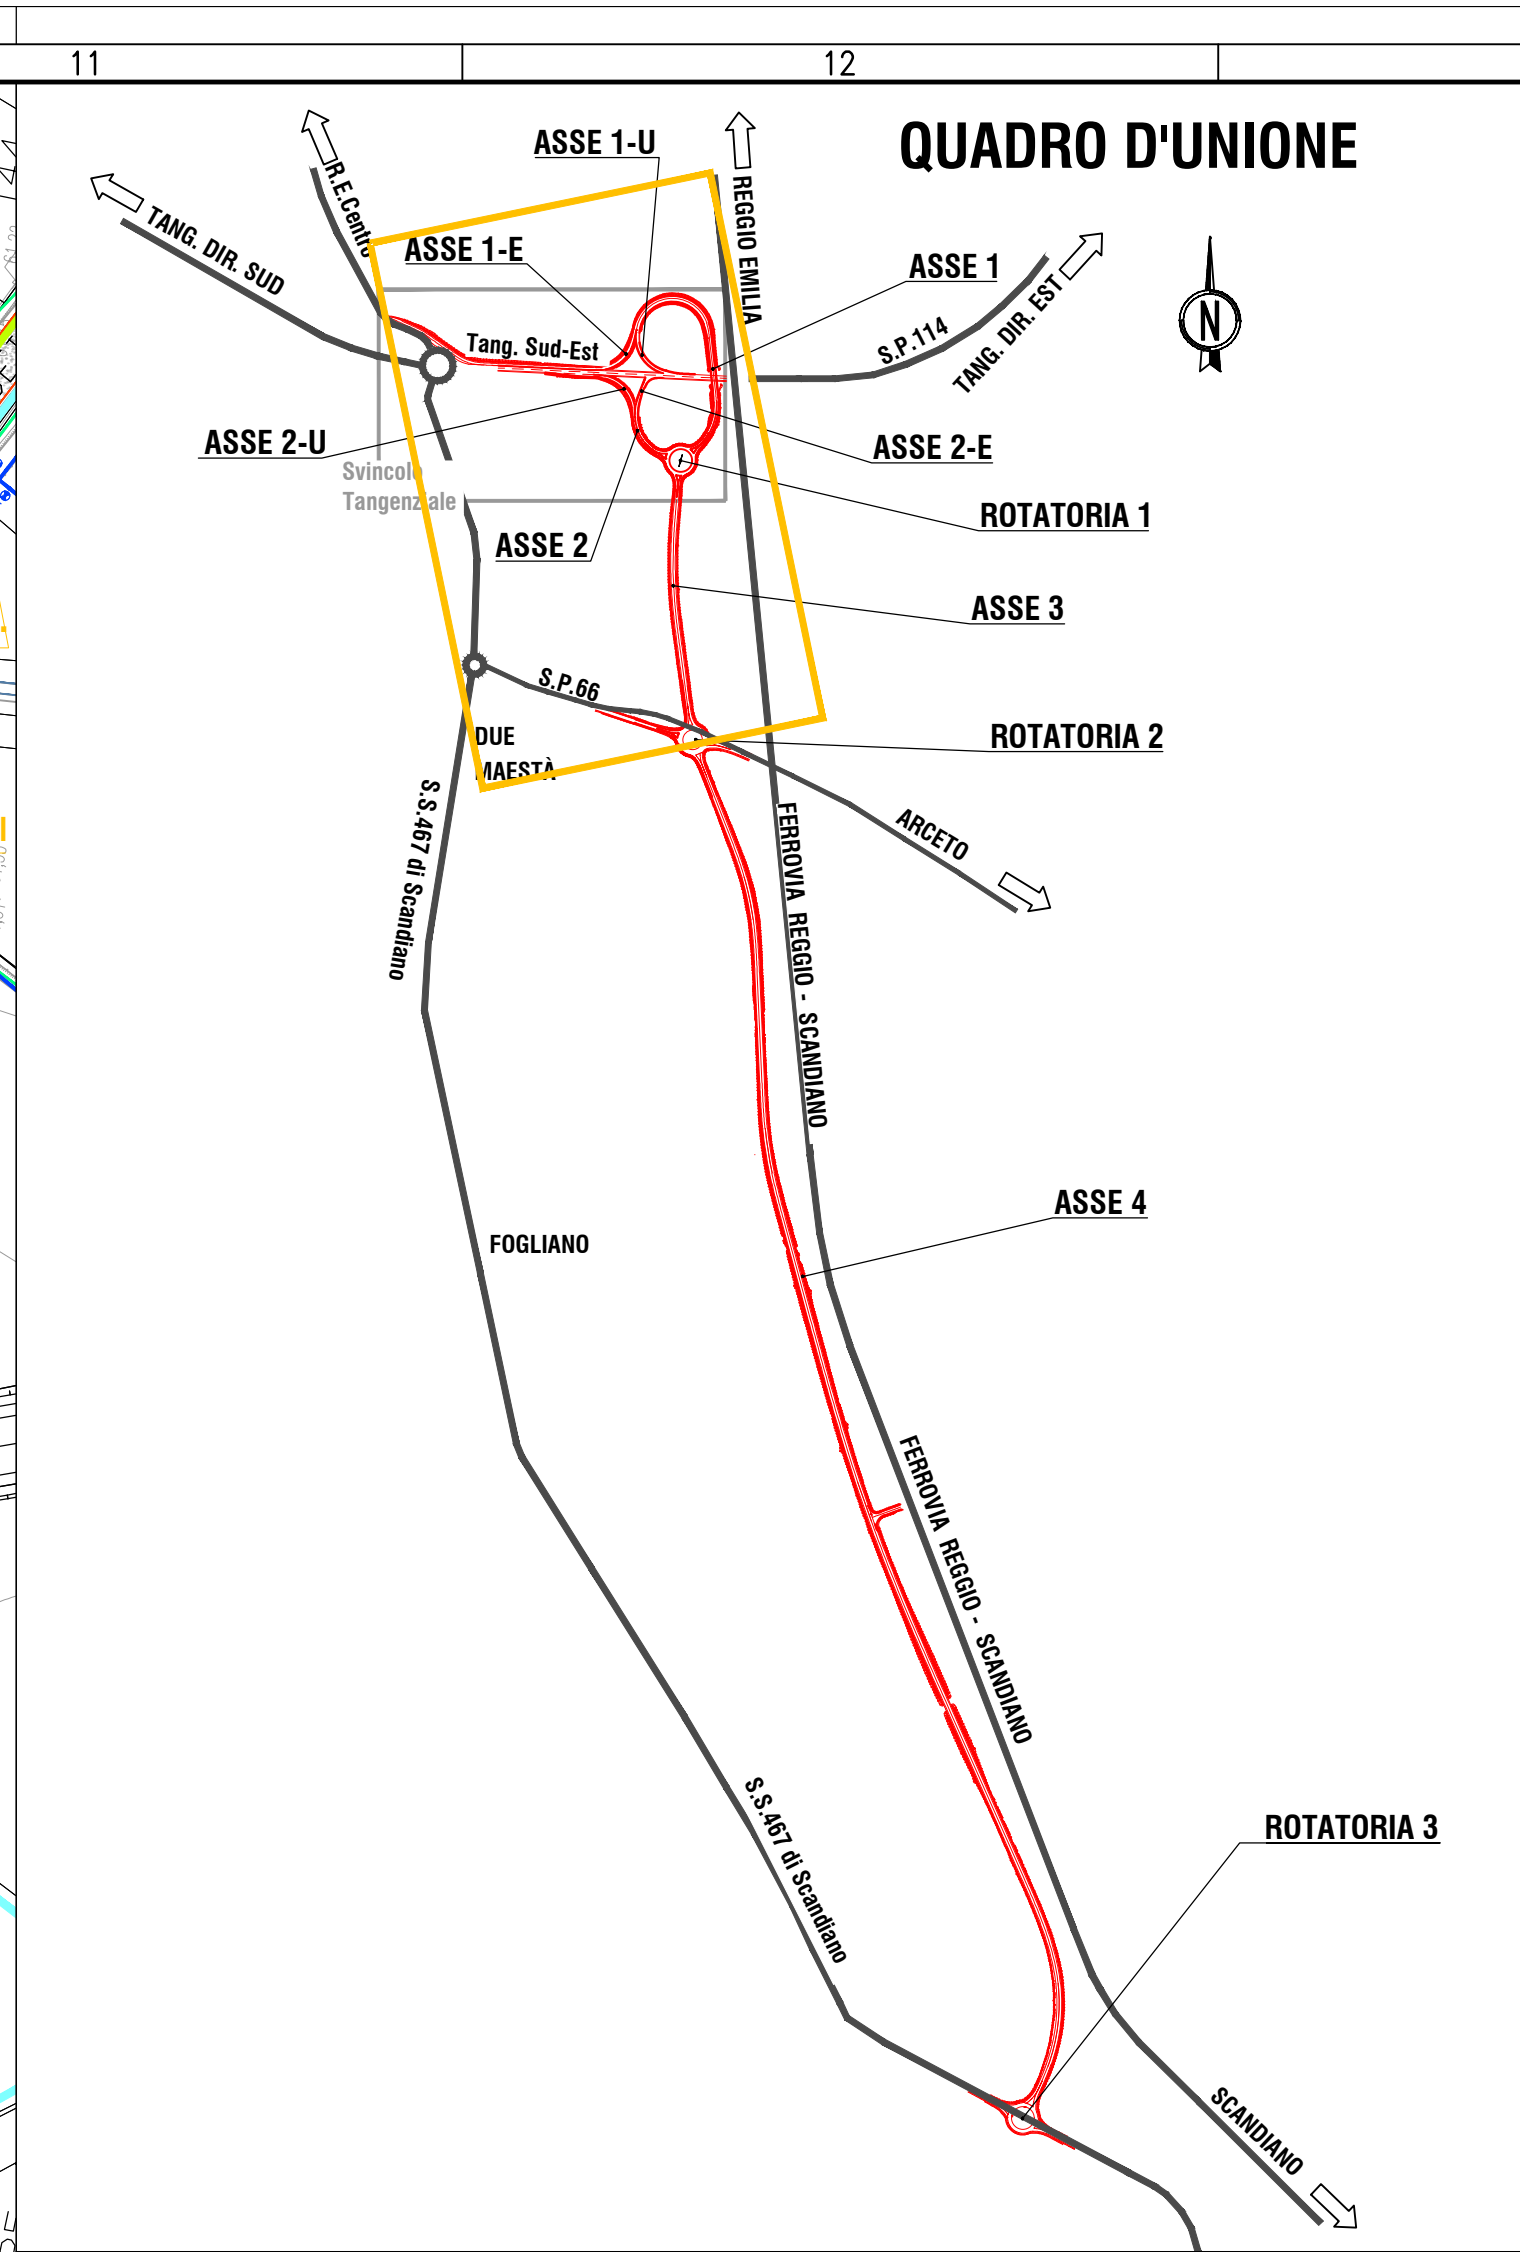 11
12
QUADRO D'UNIONE
ASSE 1-U
R.E.Centro
REGGIO EMILIA
TANG. DIR. SUD
ASSE 1-E
ASSE 1
TANG. DIR. EST
S.P.114
N
Tang. Sud-Est
ASSE 2-U
ASSE 2-E
Svincolo
Tangenziale
ROTATORIA 1
ASSE 2
ASSE 3
S.P.66
DUE
MAESTÀ
ROTATORIA 2
S.S.467 di Scandiano
FERROVIA REGGIO - SCANDIANO
ARCETO
ASSE 4
FOGLIANO
FERROVIA REGGIO - SCANDIANO
S.S.467 di Scandiano
ROTATORIA 3
SCANDIANO